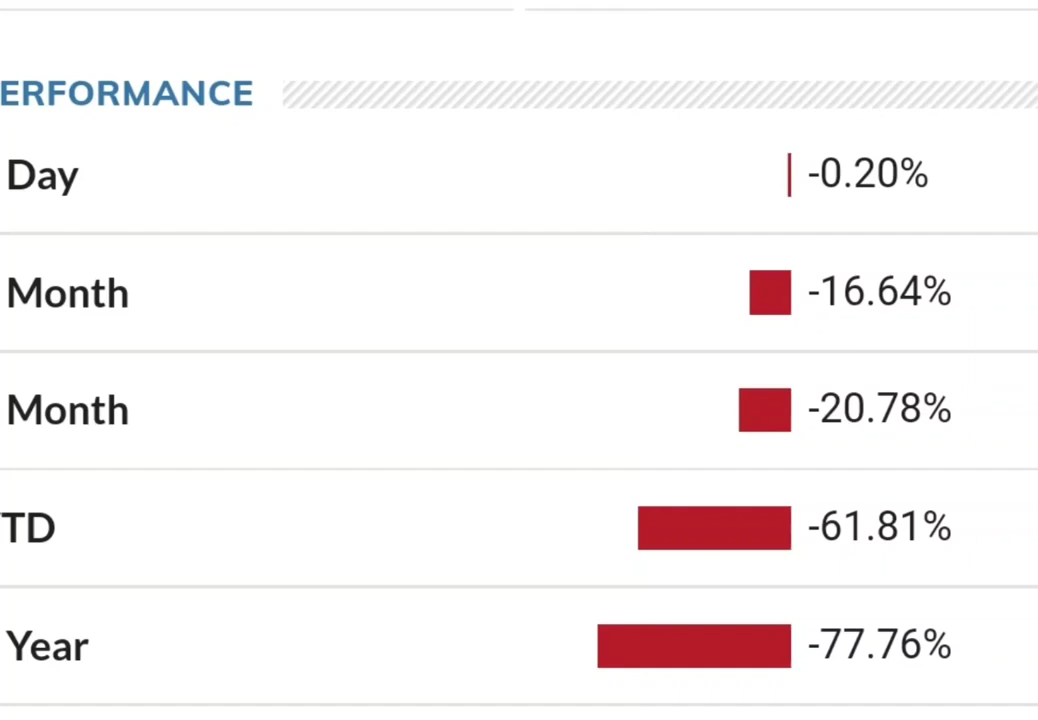 ERFORMANCE
Day -0.20%
Month -16.64%
Month -20.78%
TD -61.81%
Year -77.76%